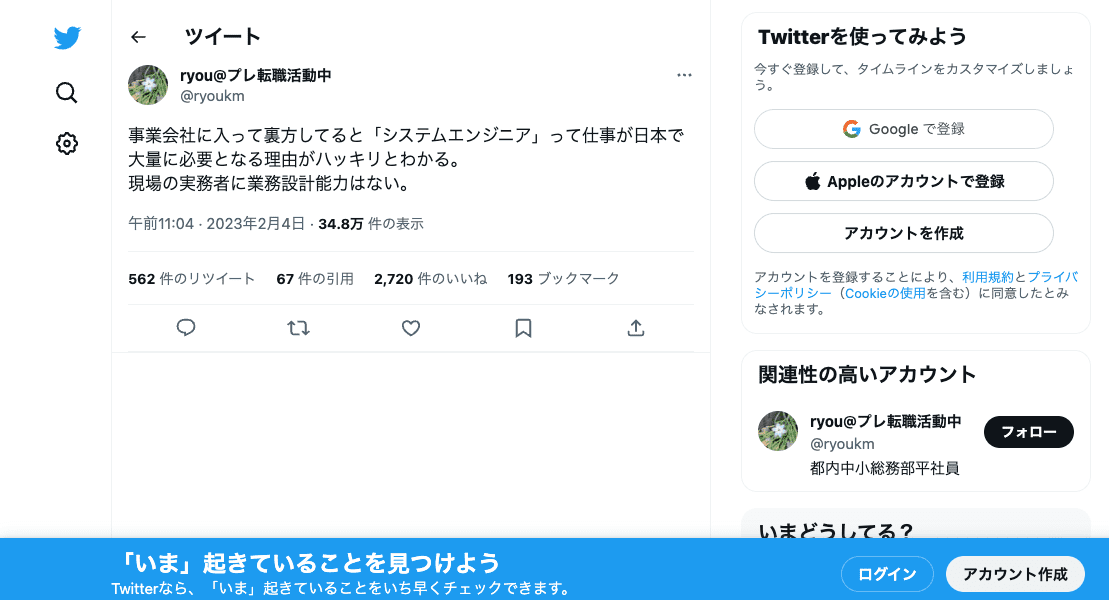 ツイート
ryou@プレ転職活動中
@ryoukm
事業会社に入って裏方してると「システムエンジニア」って仕事が日本で
大量に必要となる理由がハッキリとわかる。
現場の実務者に業務設計能力はない。
午前11:04 · 2023年2月4日 · 34.8万 件の表示
562 件のリツイート 67 件の引用 2,720 件のいいね 193 ブックマーク
Twitterを使ってみよう
今すぐ登録して、タイムラインをカスタマイズしましょ
う。
Google で登録
Appleのアカウントで登録
アカウントを作成
アカウントを登録することにより、利用規約とプライバ
シーポリシー（Cookieの使用を含む）に同意したとみ
なされます。
関連性の高いアカウント
ryou@プレ転職活動中
@ryoukm
フォロー
都内中小総務部平社員
いまどうしてる？
「いま」起きていることを見つけよう
Twitterなら、「いま」起きていることをいち早くチェックできます。
ログイン
アカウント作成